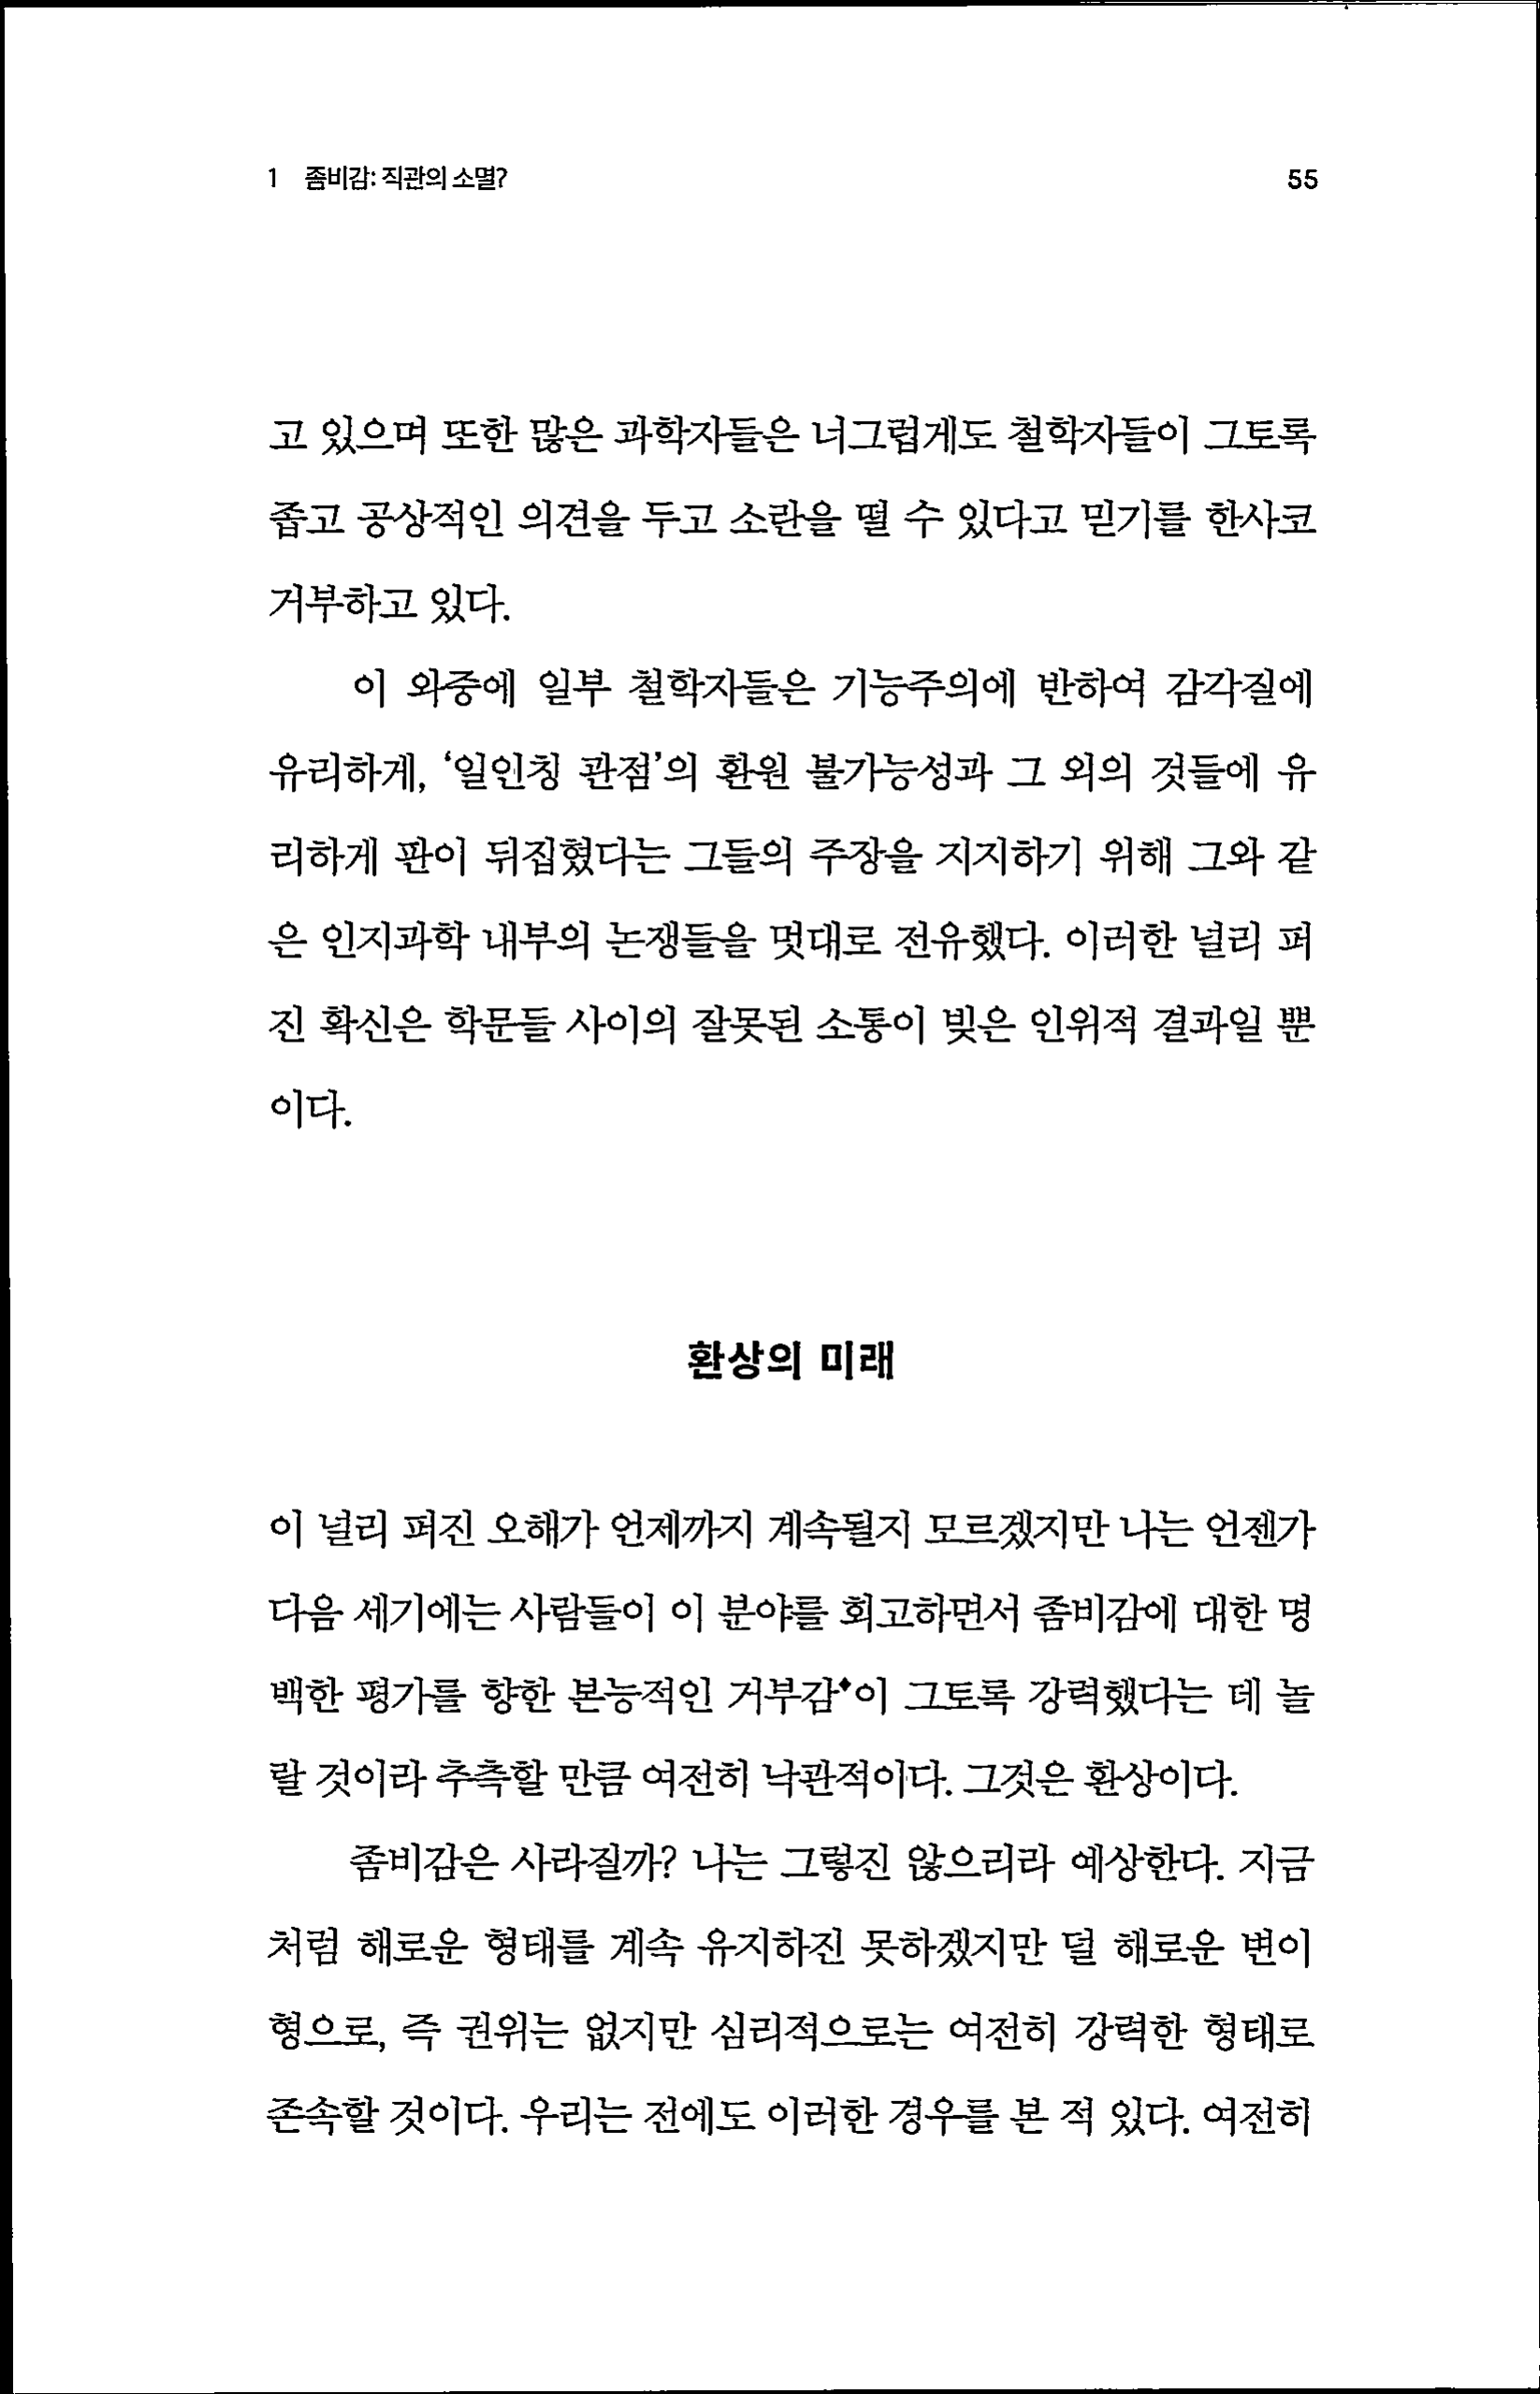 1 좀비감: 직관의 소멸? 55
고 있으며 또한 많은 과학자들은 너그럽게도 철학자들이 그토록
좁고 공상적인 의견을 두고 소란을 떨 수 있다고 믿기를 한사코
거부하고 있다.
이 와중에 일부 철학자들은 기능주의에 반하여 감각질에
유리하게, ‘일인칭 관점’의 환원 불가능성과 그 외의 것들에 유
리하게 판이 뒤집혔다는 그들의 주장을 지지하기 위해 그와 같
은 인지과학 내부의 논쟁들을 멋대로 전유했다. 이러한 널리 퍼
진 확신은 학문들 사이의 잘못된 소통이 빚은 인위적 결과일 뿐
이다.
환상의 미래
이 널리 퍼진 오해가 언제까지 계속될지 모르겠지만 나는 언젠가
다음 세기에는 사람들이 이 분야를 회고하면서 좀비감에 대한 명
백한 평가를 향한 본능적인 거부감◆이 그토록 강력했다는 데 놀
랄 것이라 추측할 만큼 여전히 낙관적이다. 그것은 환상이다.
좀비감은 사라질까? 나는 그렇진 않으리라 예상한다. 지금
처럼 해로운 형태를 계속 유지하진 못하겠지만 덜 해로운 변이
형으로, 즉 권위는 없지만 심리적으로는 여전히 강력한 형태로
존속할 것이다. 우리는 전에도 이러한 경우를 본 적 있다. 여전히